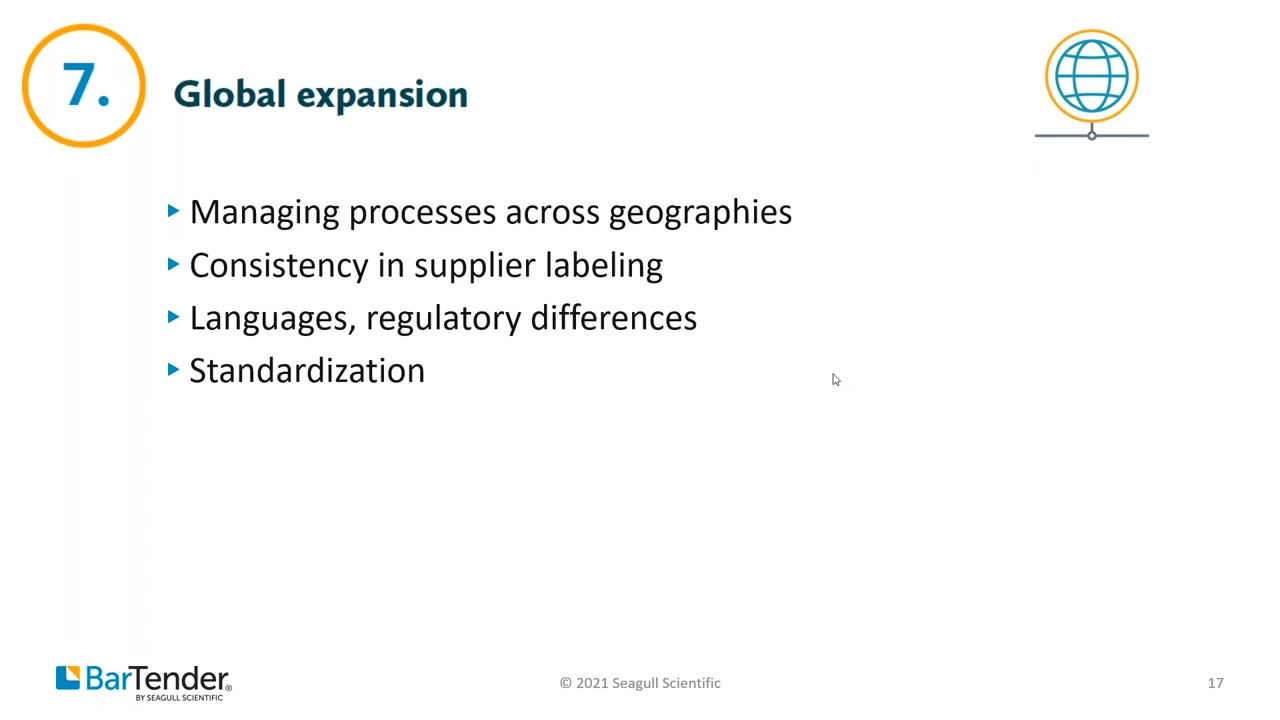 7.
Global expansion
Managing processes across geographies
Consistency in supplier labeling
Languages, regulatory differences
Standardization
BarTender®
BY SEAGULL SCIENTIFIC
© 2021 Seagull Scientific
17